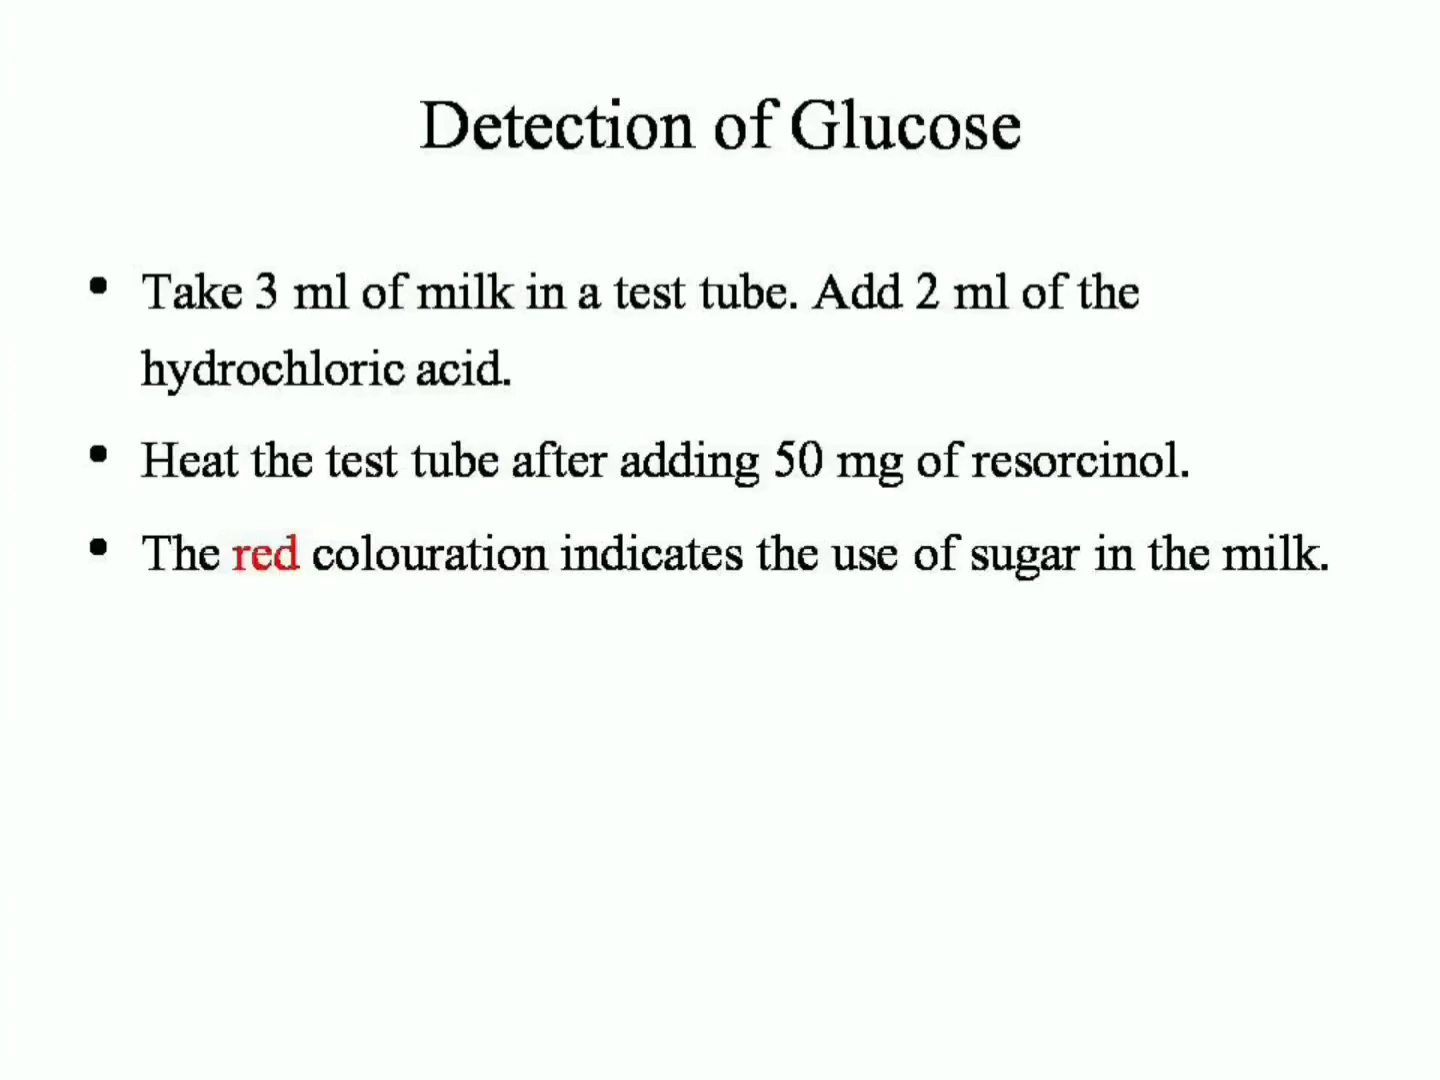 Detection of Glucose
• Take 3 ml of milk in a test tube. Add 2 ml of the
hydrochloric acid.
• Heat the test tube after adding 50 mg of resorcinol.
• The red colouration indicates the use of sugar in the milk.